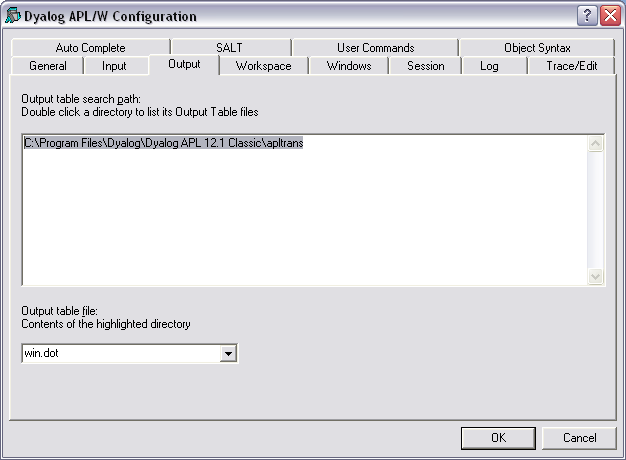 Dyalog APL/W Configuration
Auto Complete SALT User Commands Object Syntax
General Input Output Workspace Windows Session Log Trace/Edit
Output table search path:
Double click a directory to list its Output Table files
C:\Program Files\Dyalog\Dyalog APL 12.1 Classic\apltrans
Output table file:
Contents of the highlighted directory
win.dot
OK Cancel